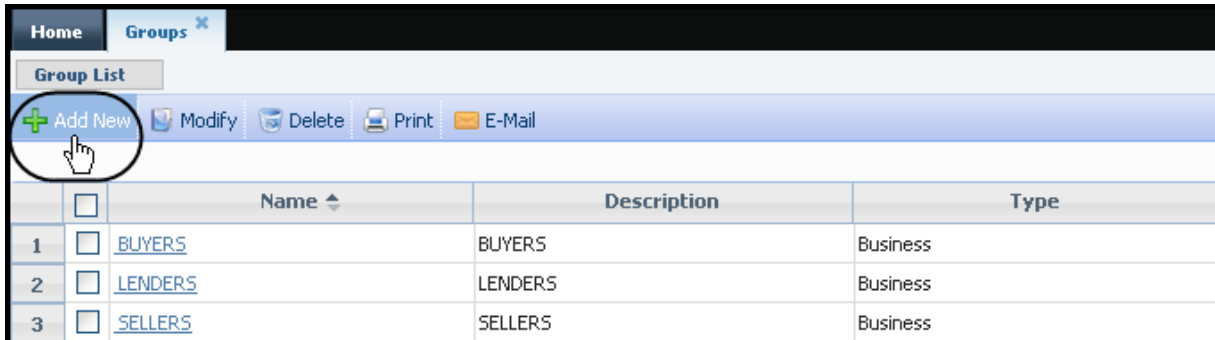 Home Groups
Group List
Add New Modify Delete Print E-Mail
Name Description Type
1 BUYERS BUYERS Business
2 LENDERS LENDERS Business
3 SELLERS SELLERS Business